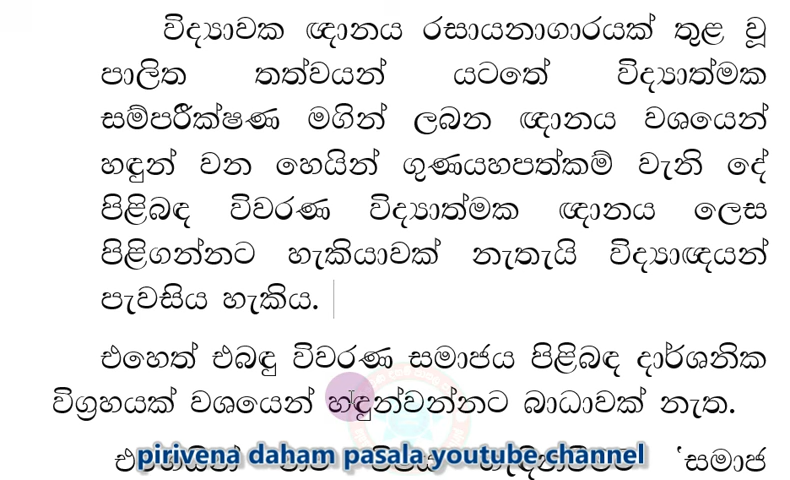 විද්‍යාවක ඥානය රසායනාගාරයක් තුළ වූ
පාලිත තත්වයන් යටතේ විද්‍යාත්මක
සම්පරීක්ෂණ මගින් ලබන ඥානය වශයෙන්
හඳුන් වන හෙයින් ගුණයහපත්කම් වැනි දේ
පිළිබඳ විවරණ විද්‍යාත්මක ඥානය ලෙස
පිළිගන්නට හැකියාවක් නැතැයි විද්‍යාඥයන්
පැවසිය හැකිය.
එහෙත් එබඳු විවරණ සමාජය පිළිබඳ දාර්ශනික
විග්‍රහයක් වශයෙන් හඳුන්වන්නට බාධාවක් නැත.
'සමාජ
pirivena daham pasala youtube channel